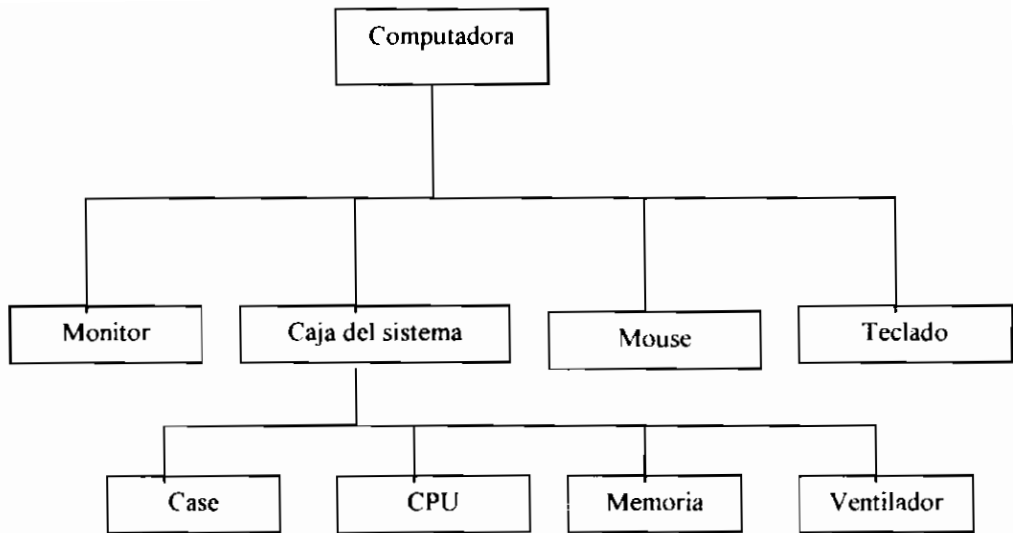 Computadora
Monitor
Caja del sistema
Mouse
Teclado
Case
CPU
Memoria
Ventilador